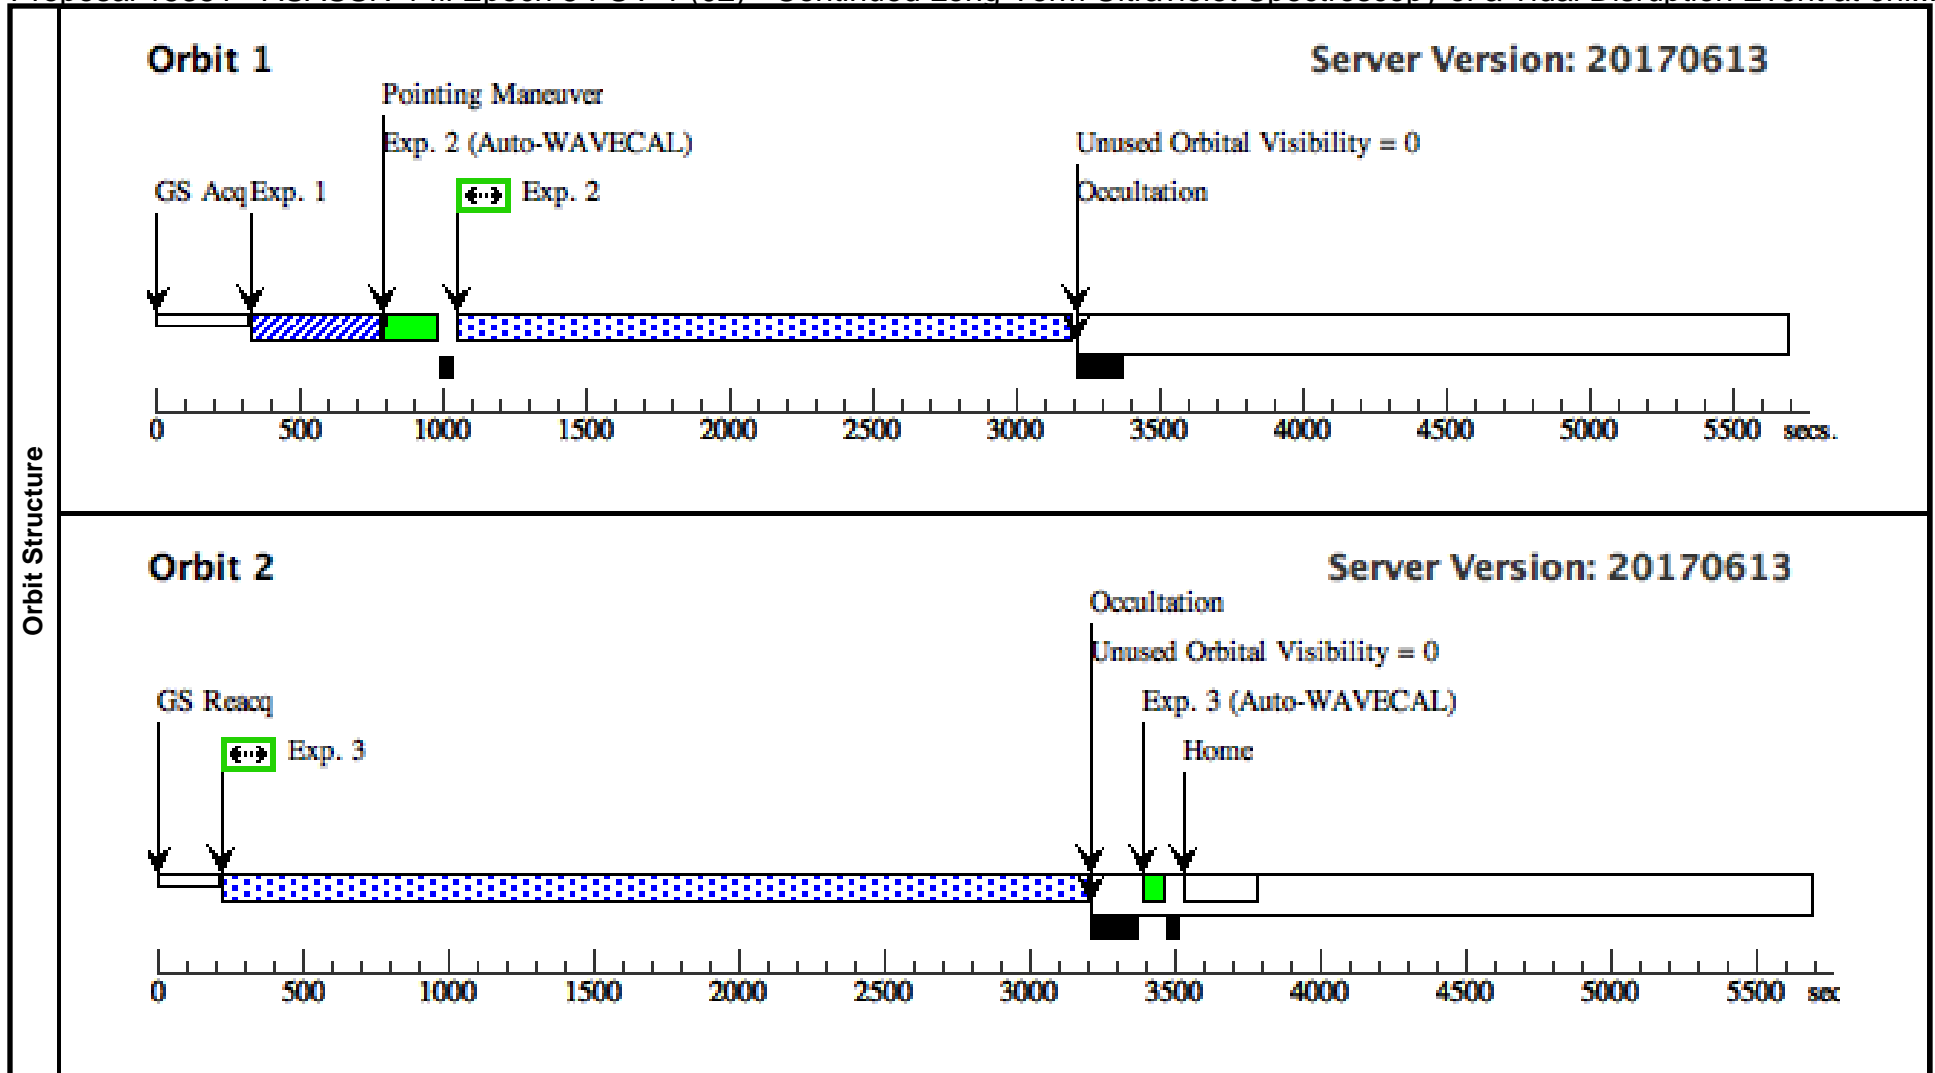 Orbit Structure
Orbit 1
Server Version: 20170613
Pointing Maneuver
Exp. 2 (Auto-WAVECAL)
Unused Orbital Visibility = 0
GS Acq Exp. 1
Exp. 2
Occultation
0 500 1000 1500 2000 2500 3000 3500 4000 4500 5000 5500 secs.
Orbit 2
Server Version: 20170613
Occultation
Unused Orbital Visibility = 0
GS Reacq
Exp. 3 (Auto-WAVECAL)
Exp. 3
Home
0 500 1000 1500 2000 2500 3000 3500 4000 4500 5000 5500 sec